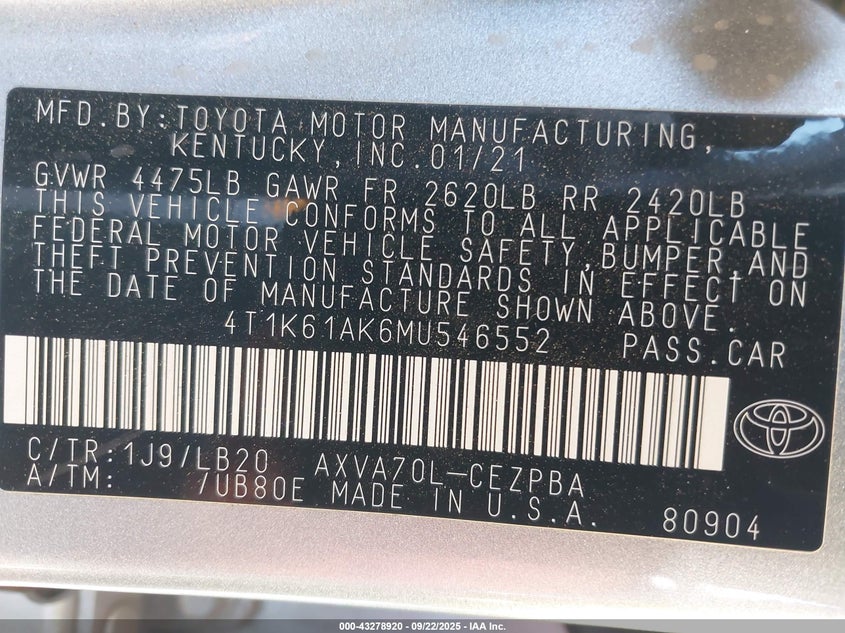 MFD.BY:TOYOTA MOTOR MANUFACTURING,
KENTUCKY,INC.01/21
GVWR 4475LB GAWR FR 2620LB RR 2420LB
THIS VEHICLE CONFORMS TO ALL APPLICABLE
FEDERAL MOTOR VEHICLE SAFETY,BUMPER,AND
THEFT PREVENTION STANDARDS IN EFFECT ON
THE DATE OF MANUFACTURE SHOWN ABOVE.
4T1K61AK6MU546552 PASS.CAR
C/TR:1J9/LB20 AXVA70L-CEZPBA
A/TM: /UB80E MADE IN U.S.A. 80904
000-43278920 - 09/22/2025 - IAA Inc.